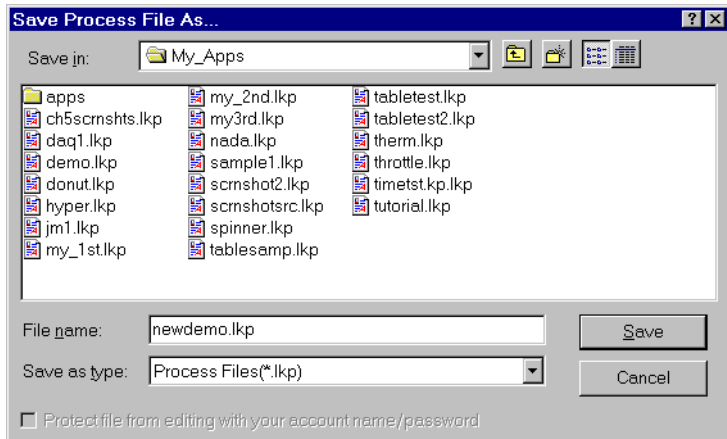 Save Process File As...
Save in: My_Apps
apps my_2nd.lkp tabletest.lkp
ch5scrnshts.lkp my3rd.lkp tabletest2.lkp
daq1.lkp nada.lkp therm.lkp
demo.lkp sample1.lkp throttle.lkp
donut.lkp scrnshot2.lkp timetst.kp.lkp
hyper.lkp scrnshotsrc.lkp tutorial.lkp
jm1.lkp spinner.lkp
my_1st.lkp tablesamp.lkp
File name: newdemo.lkp Save
Save as type: Process Files(*.lkp) Cancel
Protect file from editing with your account name/password